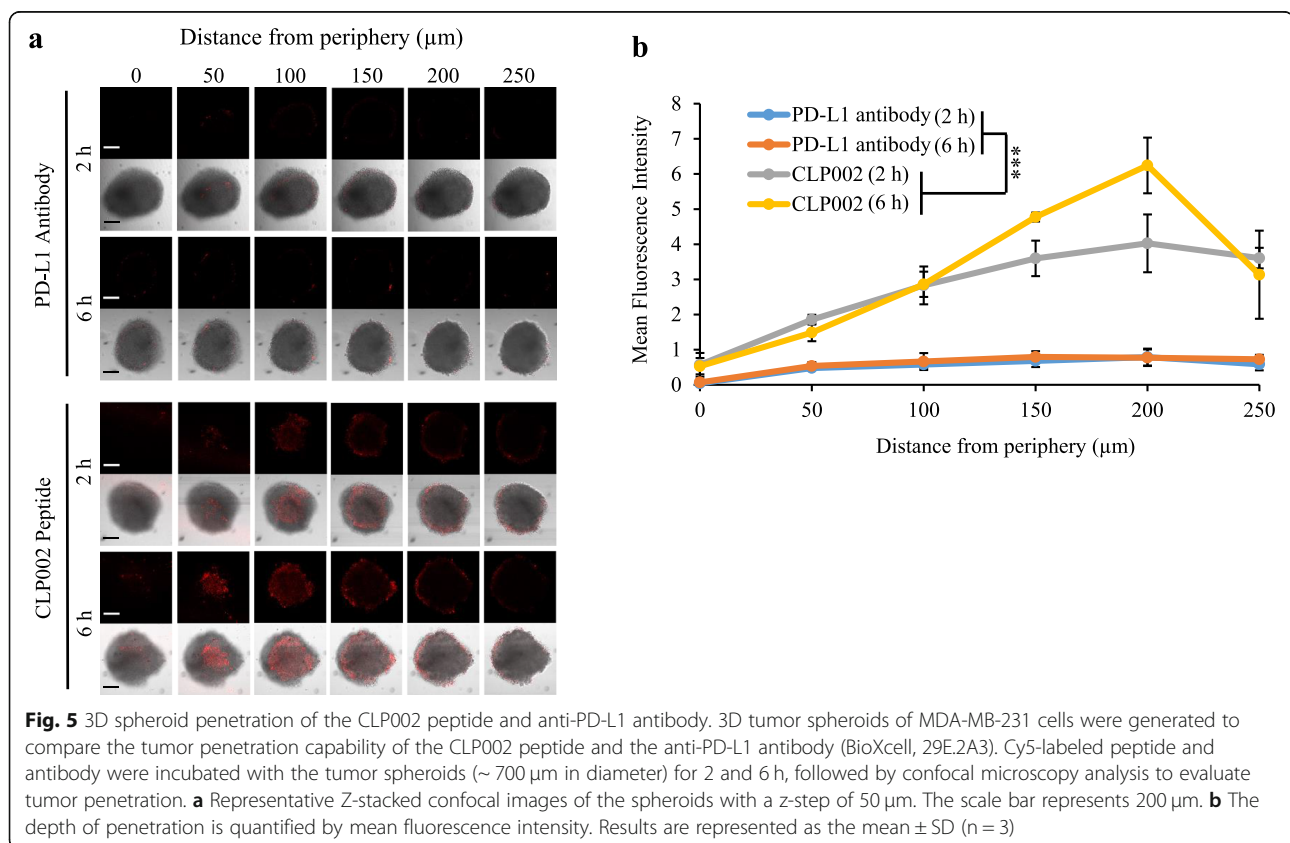 a
Distance from periphery (µm)
0 50 100 150 200 250
PD-L1 Antibody
2 h
6 h
CLP002 Peptide
2 h
6 h
b
Mean Fluorescence Intensity
8
7
6
5
4
3
2
1
0
PD-L1 antibody (2 h)
PD-L1 antibody (6 h)
CLP002 (2 h)
CLP002 (6 h)
***
0 50 100 150 200 250
Distance from periphery (µm)
Fig. 5 3D spheroid penetration of the CLP002 peptide and anti-PD-L1 antibody. 3D tumor spheroids of MDA-MB-231 cells were generated to
compare the tumor penetration capability of the CLP002 peptide and the anti-PD-L1 antibody (BioXcell, 29E.2A3). Cy5-labeled peptide and
antibody were incubated with the tumor spheroids (~ 700 µm in diameter) for 2 and 6 h, followed by confocal microscopy analysis to evaluate
tumor penetration. a Representative Z-stacked confocal images of the spheroids with a z-step of 50 µm. The scale bar represents 200 µm. b The
depth of penetration is quantified by mean fluorescence intensity. Results are represented as the mean ± SD (n = 3)